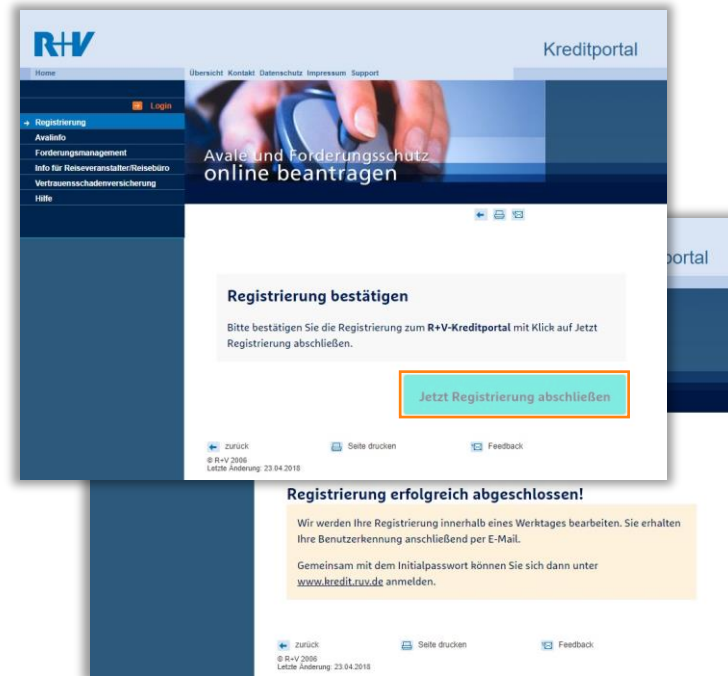 R+V
Kreditportal
Home
Übersicht Kontakt Datenschutz Impressum Support
Login
Registrierung
Avalinfo
Forderungsmanagement
Info für Reiseveranstalter/Reisebüro
Vertrauensschadenversicherung
Hilfe
Avale und Forderungsschutz
online beantragen
Registrierung bestätigen
Bitte bestätigen Sie die Registrierung zum R+V-Kreditportal mit Klick auf Jetzt
Registrierung abschließen.
Jetzt Registrierung abschließen
zurück Seite drucken Feedback
© R+V 2006
Letzte Änderung: 23.04.2018
portal
Registrierung erfolgreich abgeschlossen!
Wir werden Ihre Registrierung innerhalb eines Werktages bearbeiten. Sie erhalten
Ihre Benutzerkennung anschließend per E-Mail.
Gemeinsam mit dem Initialpasswort können Sie sich dann unter
www.kredit.ruv.de anmelden.
zurück Seite drucken Feedback
© R+V 2006
Letzte Änderung: 23.04.2018